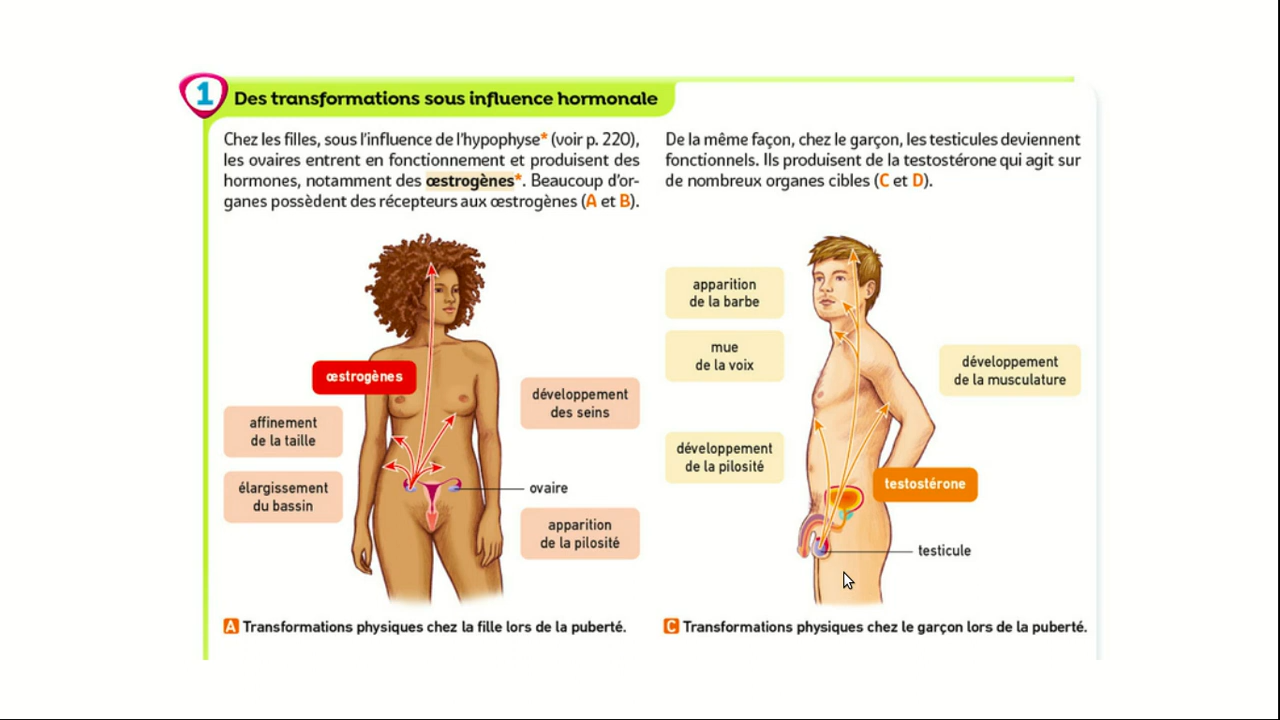 1
Des transformations sous influence hormonale
Chez les filles, sous l'influence de l'hypophyse* (voir p. 220),
les ovaires entrent en fonctionnement et produisent des
hormones, notamment des œstrogènes*. Beaucoup d'or-
ganes possèdent des récepteurs aux œstrogènes (A et B).
De la même façon, chez le garçon, les testicules deviennent
fonctionnels. Ils produisent de la testostérone qui agit sur
de nombreux organes cibles (C et D).
œstrogènes
affinement
de la taille
élargissement
du bassin
développement
des seins
ovaire
apparition
de la pilosité
A Transformations physiques chez la fille lors de la puberté.
apparition
de la barbe
mue
de la voix
développement
de la pilosité
développement
de la musculature
testostérone
testicule
C Transformations physiques chez le garçon lors de la puberté.